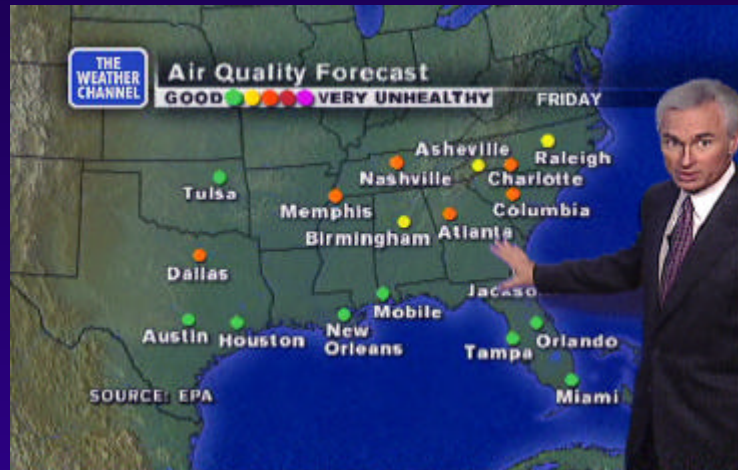 THE
WEATHER
CHANNEL
Air Quality Forecast
GOOD VERY UNHEALTHY
FRIDAY
Asheville
Raleigh
Nashville
Charlotte
Tulsa
Memphis
Columbia
Birmingham
Atlanta
Dallas
Jackso
Mobile
Austin
Houston
New
Orleans
Orlando
Tampa
SOURCE: EPA
Miami